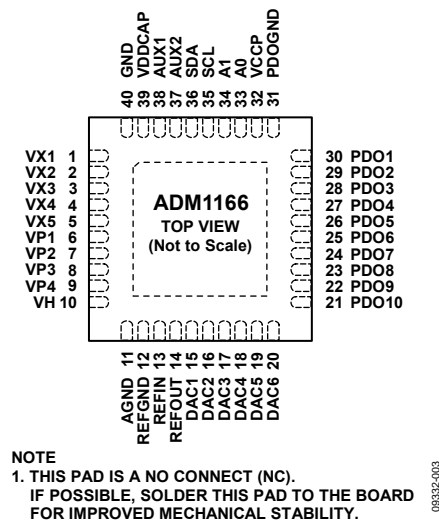 40 GND
39 VDDCAP
38 AUX1
37 AUX2
36 SDA
35 SCL
34 A1
33 A0
32 VCCP
31 PDOGND
VX1 1
VX2 2
VX3 3
VX4 4
VX5 5
VP1 6
VP2 7
VP3 8
VP4 9
VH 10
ADM1166
TOP VIEW
(Not to Scale)
30 PDO1
29 PDO2
28 PDO3
27 PDO4
26 PDO5
25 PDO6
24 PDO7
23 PDO8
22 PDO9
21 PDO10
AGND 11
REFGND 12
REFIN 13
REFOUT 14
DAC1 15
DAC2 16
DAC3 17
DAC4 18
DAC5 19
DAC6 20
NOTE
1. THIS PAD IS A NO CONNECT (NC).
IF POSSIBLE, SOLDER THIS PAD TO THE BOARD
FOR IMPROVED MECHANICAL STABILITY.
09332-003